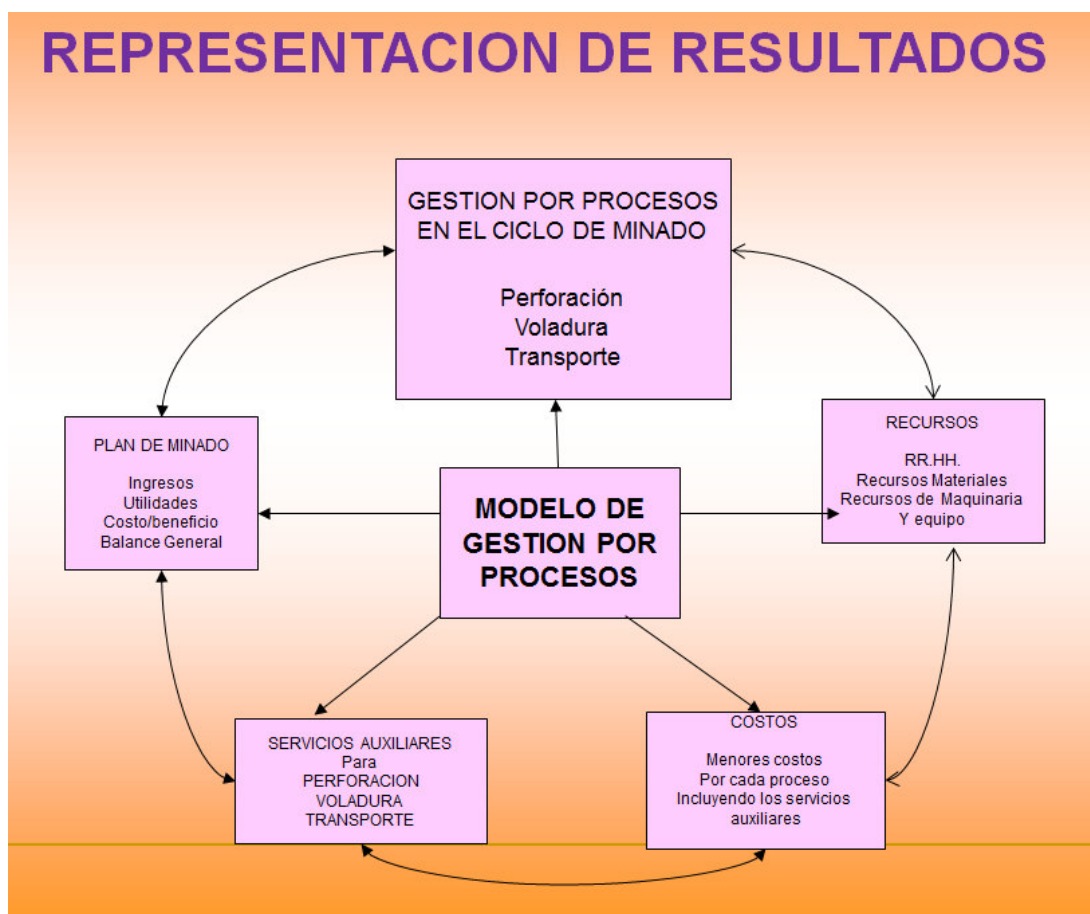 REPRESENTACION DE RESULTADOS
GESTION POR PROCESOS
EN EL CICLO DE MINADO
Perforación
Voladura
Transporte
PLAN DE MINADO
Ingresos
Utilidades
Costo/beneficio
Balance General
MODELO DE
GESTION POR
PROCESOS
RECURSOS
RR.HH.
Recursos Materiales
Recursos de Maquinaria
Y equipo
SERVICIOS AUXILIARES
Para
PERFORACION
VOLADURA
TRANSPORTE
COSTOS
Menores costos
Por cada proceso
Incluyendo los servicios
auxiliares